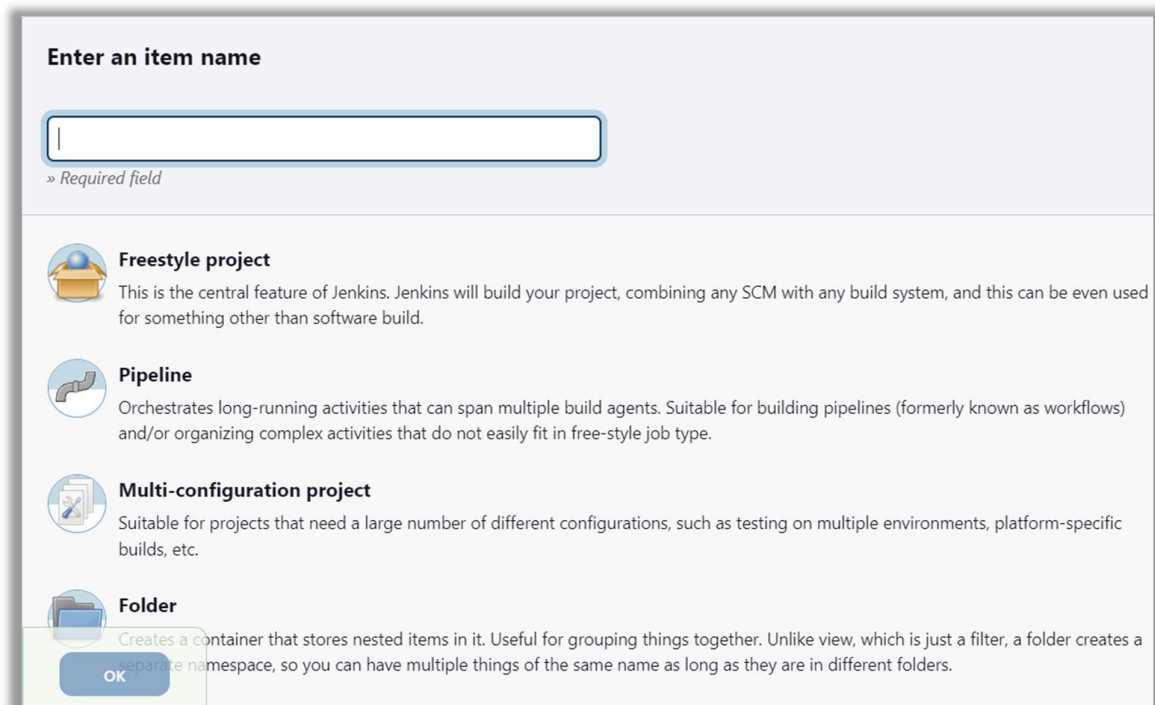 Enter an item name
» Required field
Freestyle project
This is the central feature of Jenkins. Jenkins will build your project, combining any SCM with any build system, and this can be even used
for something other than software build.
Pipeline
Orchestrates long-running activities that can span multiple build agents. Suitable for building pipelines (formerly known as workflows)
and/or organizing complex activities that do not easily fit in free-style job type.
Multi-configuration project
Suitable for projects that need a large number of different configurations, such as testing on multiple environments, platform-specific
builds, etc.
Folder
Creates a container that stores nested items in it. Useful for grouping things together. Unlike view, which is just a filter, a folder creates a
separate namespace, so you can have multiple things of the same name as long as they are in different folders.
OK